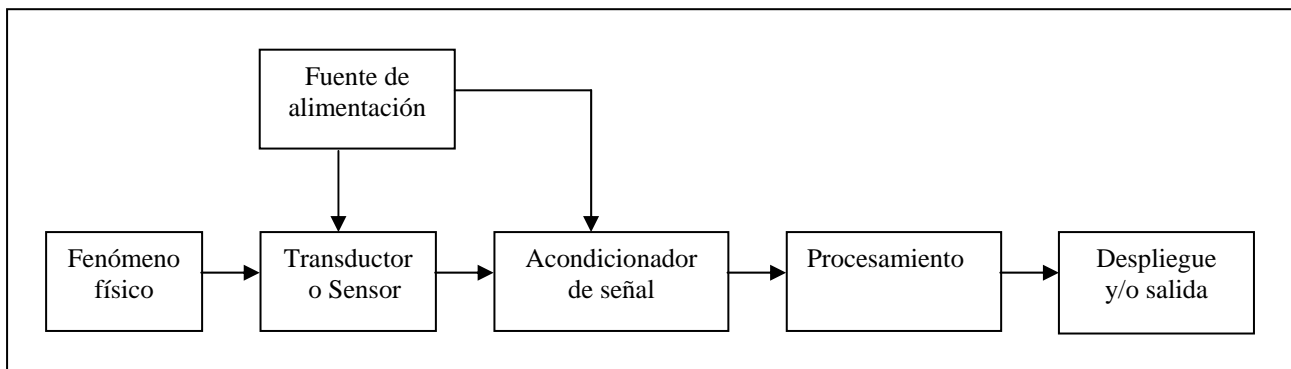 Fuente de
alimentación
Fenómeno
físico
Transductor
o Sensor
Acondicionador
de señal
Procesamiento
Despliegue
y/o salida